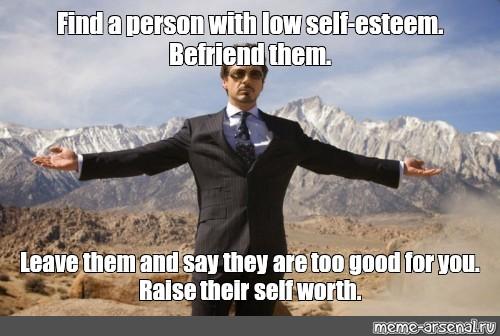 Find a person with low self-esteem.
Befriend them.
Leave them and say they are too good for you.
Raise their self worth.
meme-arsenal.ru